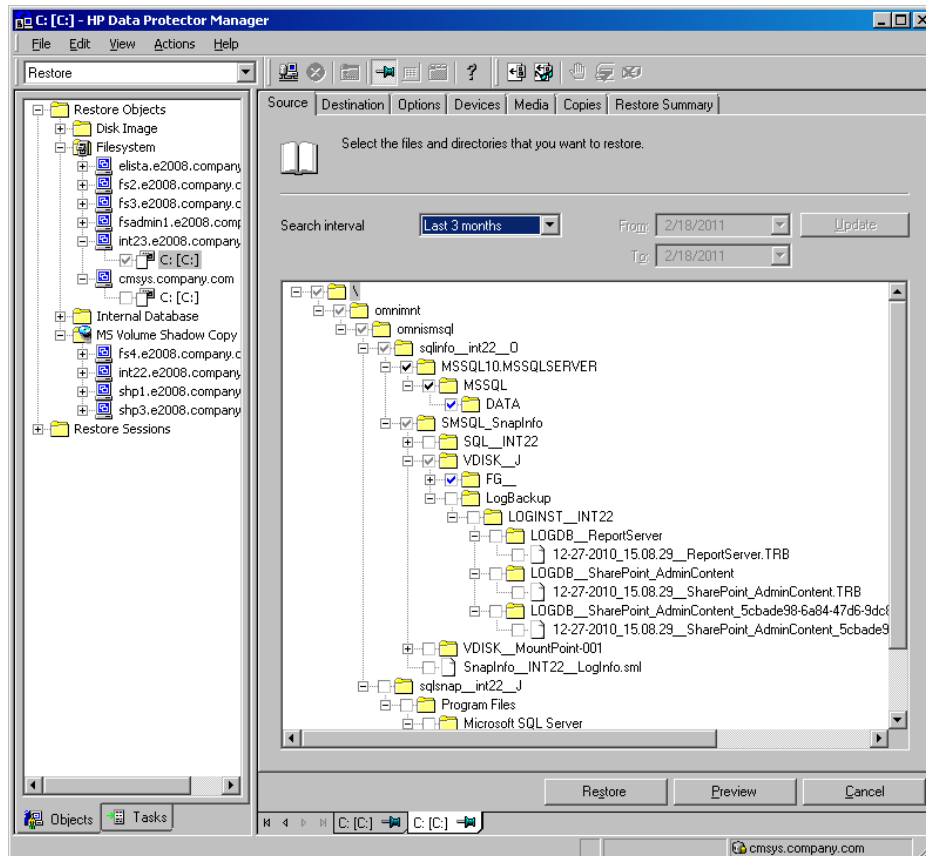 C: [C:] - HP Data Protector Manager
File Edit View Actions Help
Restore
Restore Objects
Disk Image
Filesystem
elista.e2008.company
fs2.e2008.company.c
fs3.e2008.company.c
fsadmin1.e2008.comp
int23.e2008.company
C: [C:]
cmsys.company.com
C: [C:]
Internal Database
MS Volume Shadow Copy
fs4.e2008.company.c
int22.e2008.company
shp1.e2008.company
shp3.e2008.company
Restore Sessions
Objects Tasks
Source Destination Options Devices Media Copies Restore Summary
Select the files and directories that you want to restore.
Search interval Last 3 months From: 2/18/2011 Update
To: 2/18/2011
\
omnimnt
omnismsql
sqlinfo__int22__O
MSSQL10.MSSQLSERVER
MSSQL
DATA
SMSQL_SnapInfo
SQL__INT22
VDISK__J
FG__
LogBackup
LOGINST__INT22
LOGDB__ReportServer
12-27-2010_15.08.29__ReportServer.TRB
LOGDB__SharePoint_AdminContent
12-27-2010_15.08.29__SharePoint_AdminContent.TRB
LOGDB__SharePoint_AdminContent_5cbade98-6a84-47d6-9dc8
12-27-2010_15.08.29__SharePoint_AdminContent_5cbade9
VDISK__MountPoint-001
SnapInfo__INT22__LogInfo.sml
sqlsnap__int22__J
Program Files
Microsoft SQL Server
Restore Preview Cancel
C: [C:] C: [C:]
cmsys.company.com